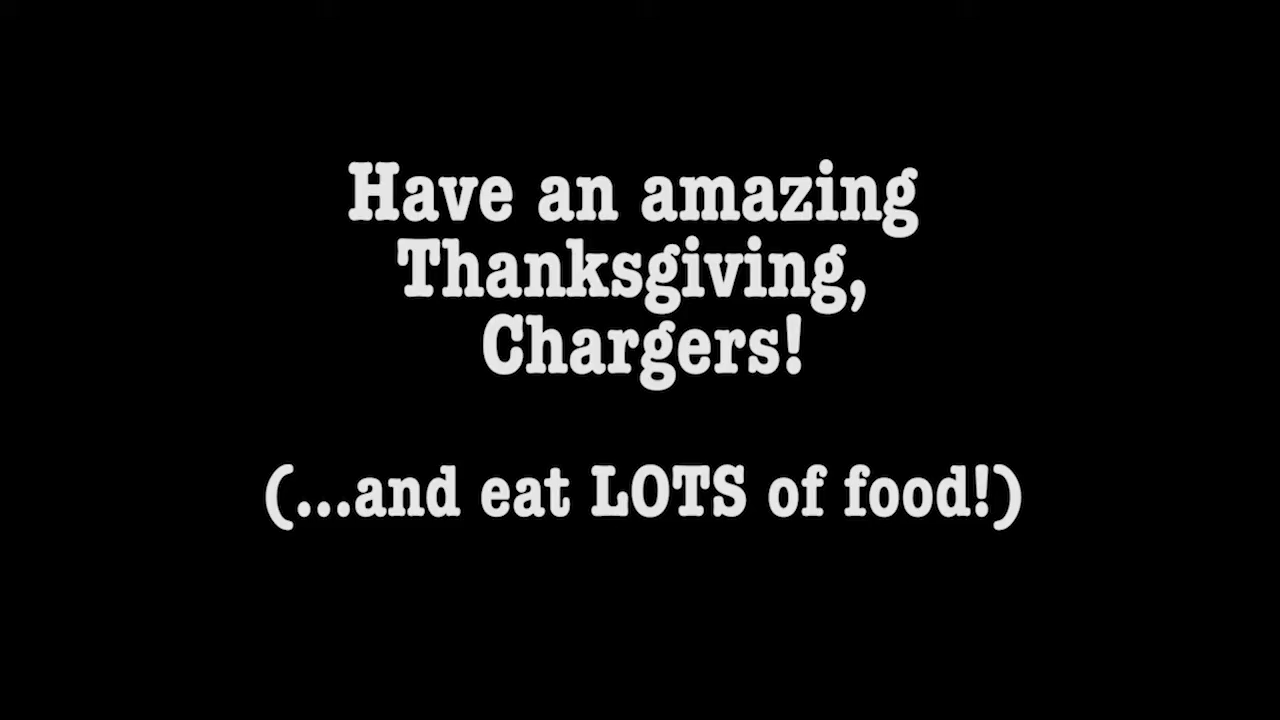 Have an amazing
Thanksgiving,
Chargers!
(...and eat LOTS of food!)